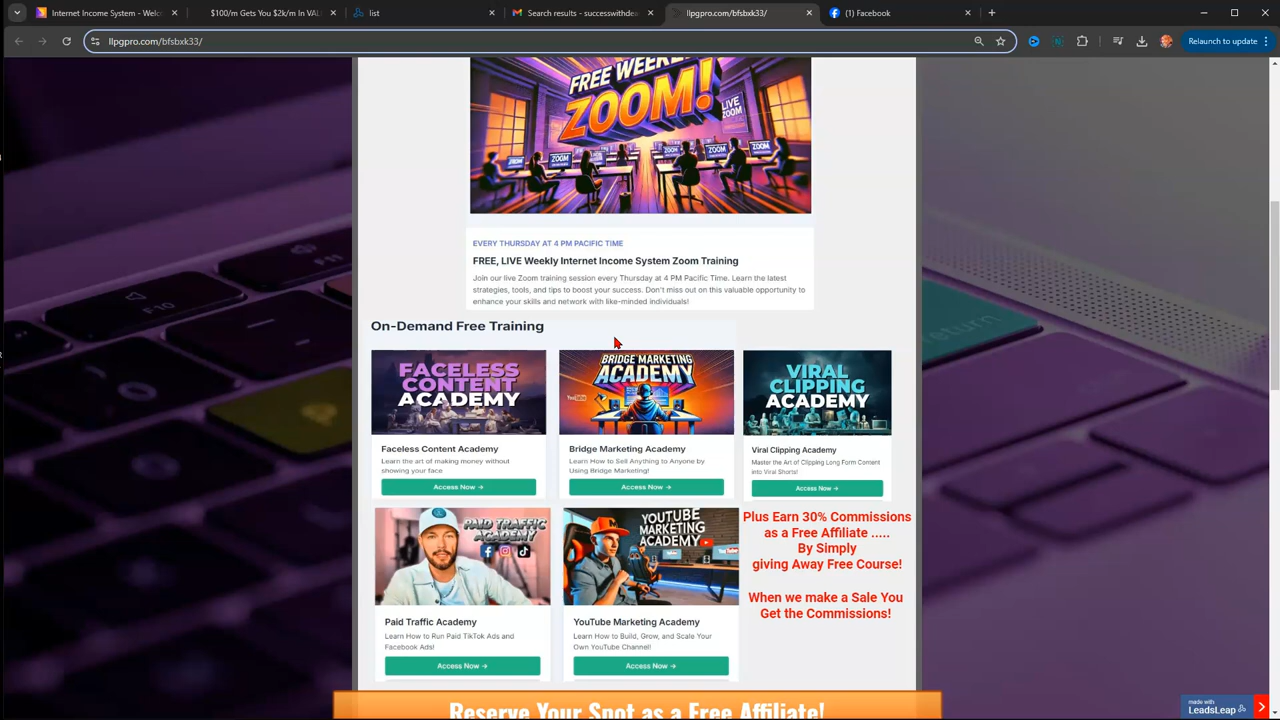 Internet Income System - Welc
$100/m Gets You $2k/m In VAL
list
llpgpro.com/bfsbxk33/
Internet Income - Facebook
llpgpro.com/bfsbxk33/
Relaunch to update
FREE WEEKLY
ZOOM!
LIVE
ZOOM
ZOOM
ZOOM
ZOOM
ZOOM
EVERY THURSDAY AT 4 PM PACIFIC TIME
FREE, LIVE Weekly Internet Income System Zoom Training
Join our live Zoom training session every Thursday at 4 PM Pacific Time. Learn the latest
strategies, tools, and tips to boost your success. Don't miss out on this valuable opportunity to
enhance your skills and network with like-minded individuals!
On-Demand Free Training
FACELESS
CONTENT
ACADEMY
Faceless Content Academy
Learn the art of making money without
showing your face
Access Now →
BRIDGE MARKETING
ACADEMY
YouTube
Bridge Marketing Academy
Learn How to Sell Anything to Anyone by
Using Bridge Marketing!
Access Now →
VIRAL
CLIPPING
ACADEMY
Viral Clipping Academy
Master the Art of Clipping Long Form Content
into Viral Shorts!
Access Now →
PAID TRAFFIC
ACADEMY
Paid Traffic Academy
Learn How to Run Paid TikTok Ads and
Facebook Ads!
Access Now →
YOUTUBE
MARKETING
ACADEMY
YouTube Marketing Academy
Learn How to Build, Grow, and Scale Your
Own YouTube Channel!
Access Now →
Plus Earn 30% Commissions
as a Free Affiliate .....
By Simply
giving Away Free Course!
When we make a Sale You
Get the Commissions!
Reserve Your Spot as a Free Affiliate!
made with
LeadsLeap